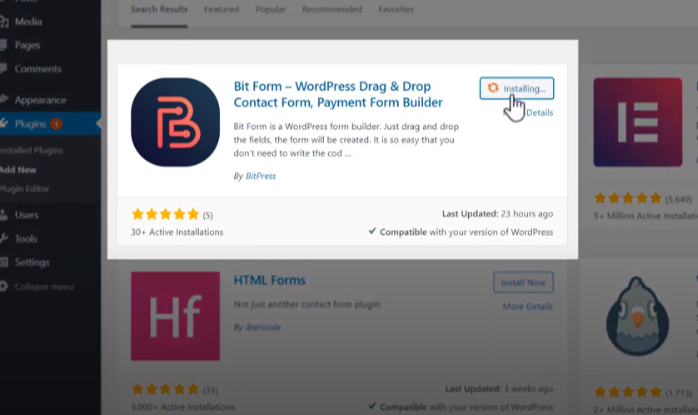 Search Results Featured Popular Recommended Favorites
Media
Pages
Comments
Appearance
Plugins 1
Installed Plugins
Add New
Plugin Editor
Users
Tools
Settings
Collapse menu
Bit Form – WordPress Drag & Drop
Contact Form, Payment Form Builder
Installing...
Details
Bit Form is a WordPress form builder. Just drag and drop
the fields, the form will be created. It is so easy that you
don't need to write the cod ...
By BitPress
(5)
Last Updated: 23 hours ago
30+ Active Installations
Compatible with your version of WordPress
(5,649)
5+ Million Active
Hf
HTML Forms
Install Now
Not just another contact form plugin.
More Details
By ibericode
(35)
Last Updated: 3 weeks ago
5,000+ Active Installations
Compatible with your version of WordPress
(1,713)
2+ Million Active